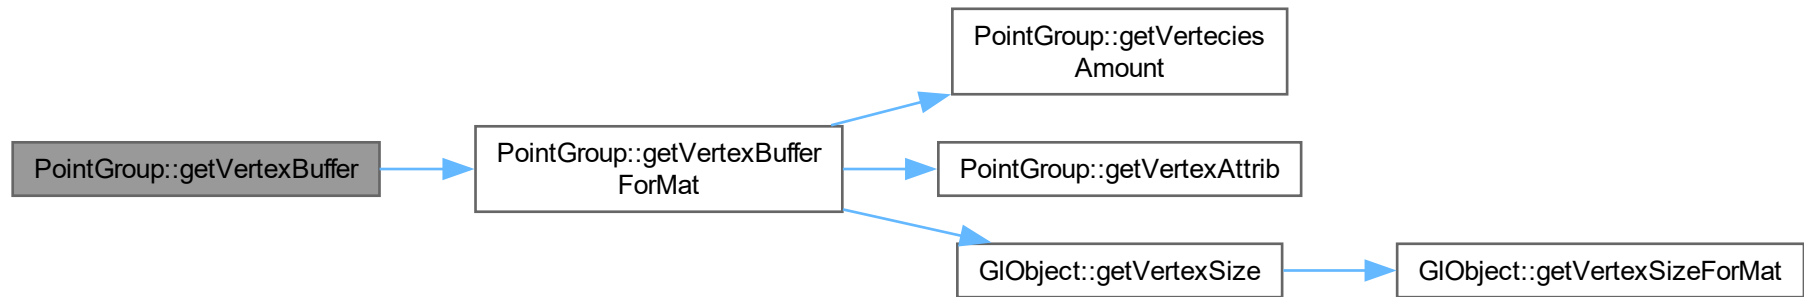 PointGroup::getVertexBuffer
PointGroup::getVertexBuffer
ForMat
PointGroup::getVertecies
Amount
PointGroup::getVertexAttrib
GlObject::getVertexSize
GlObject::getVertexSizeForMat